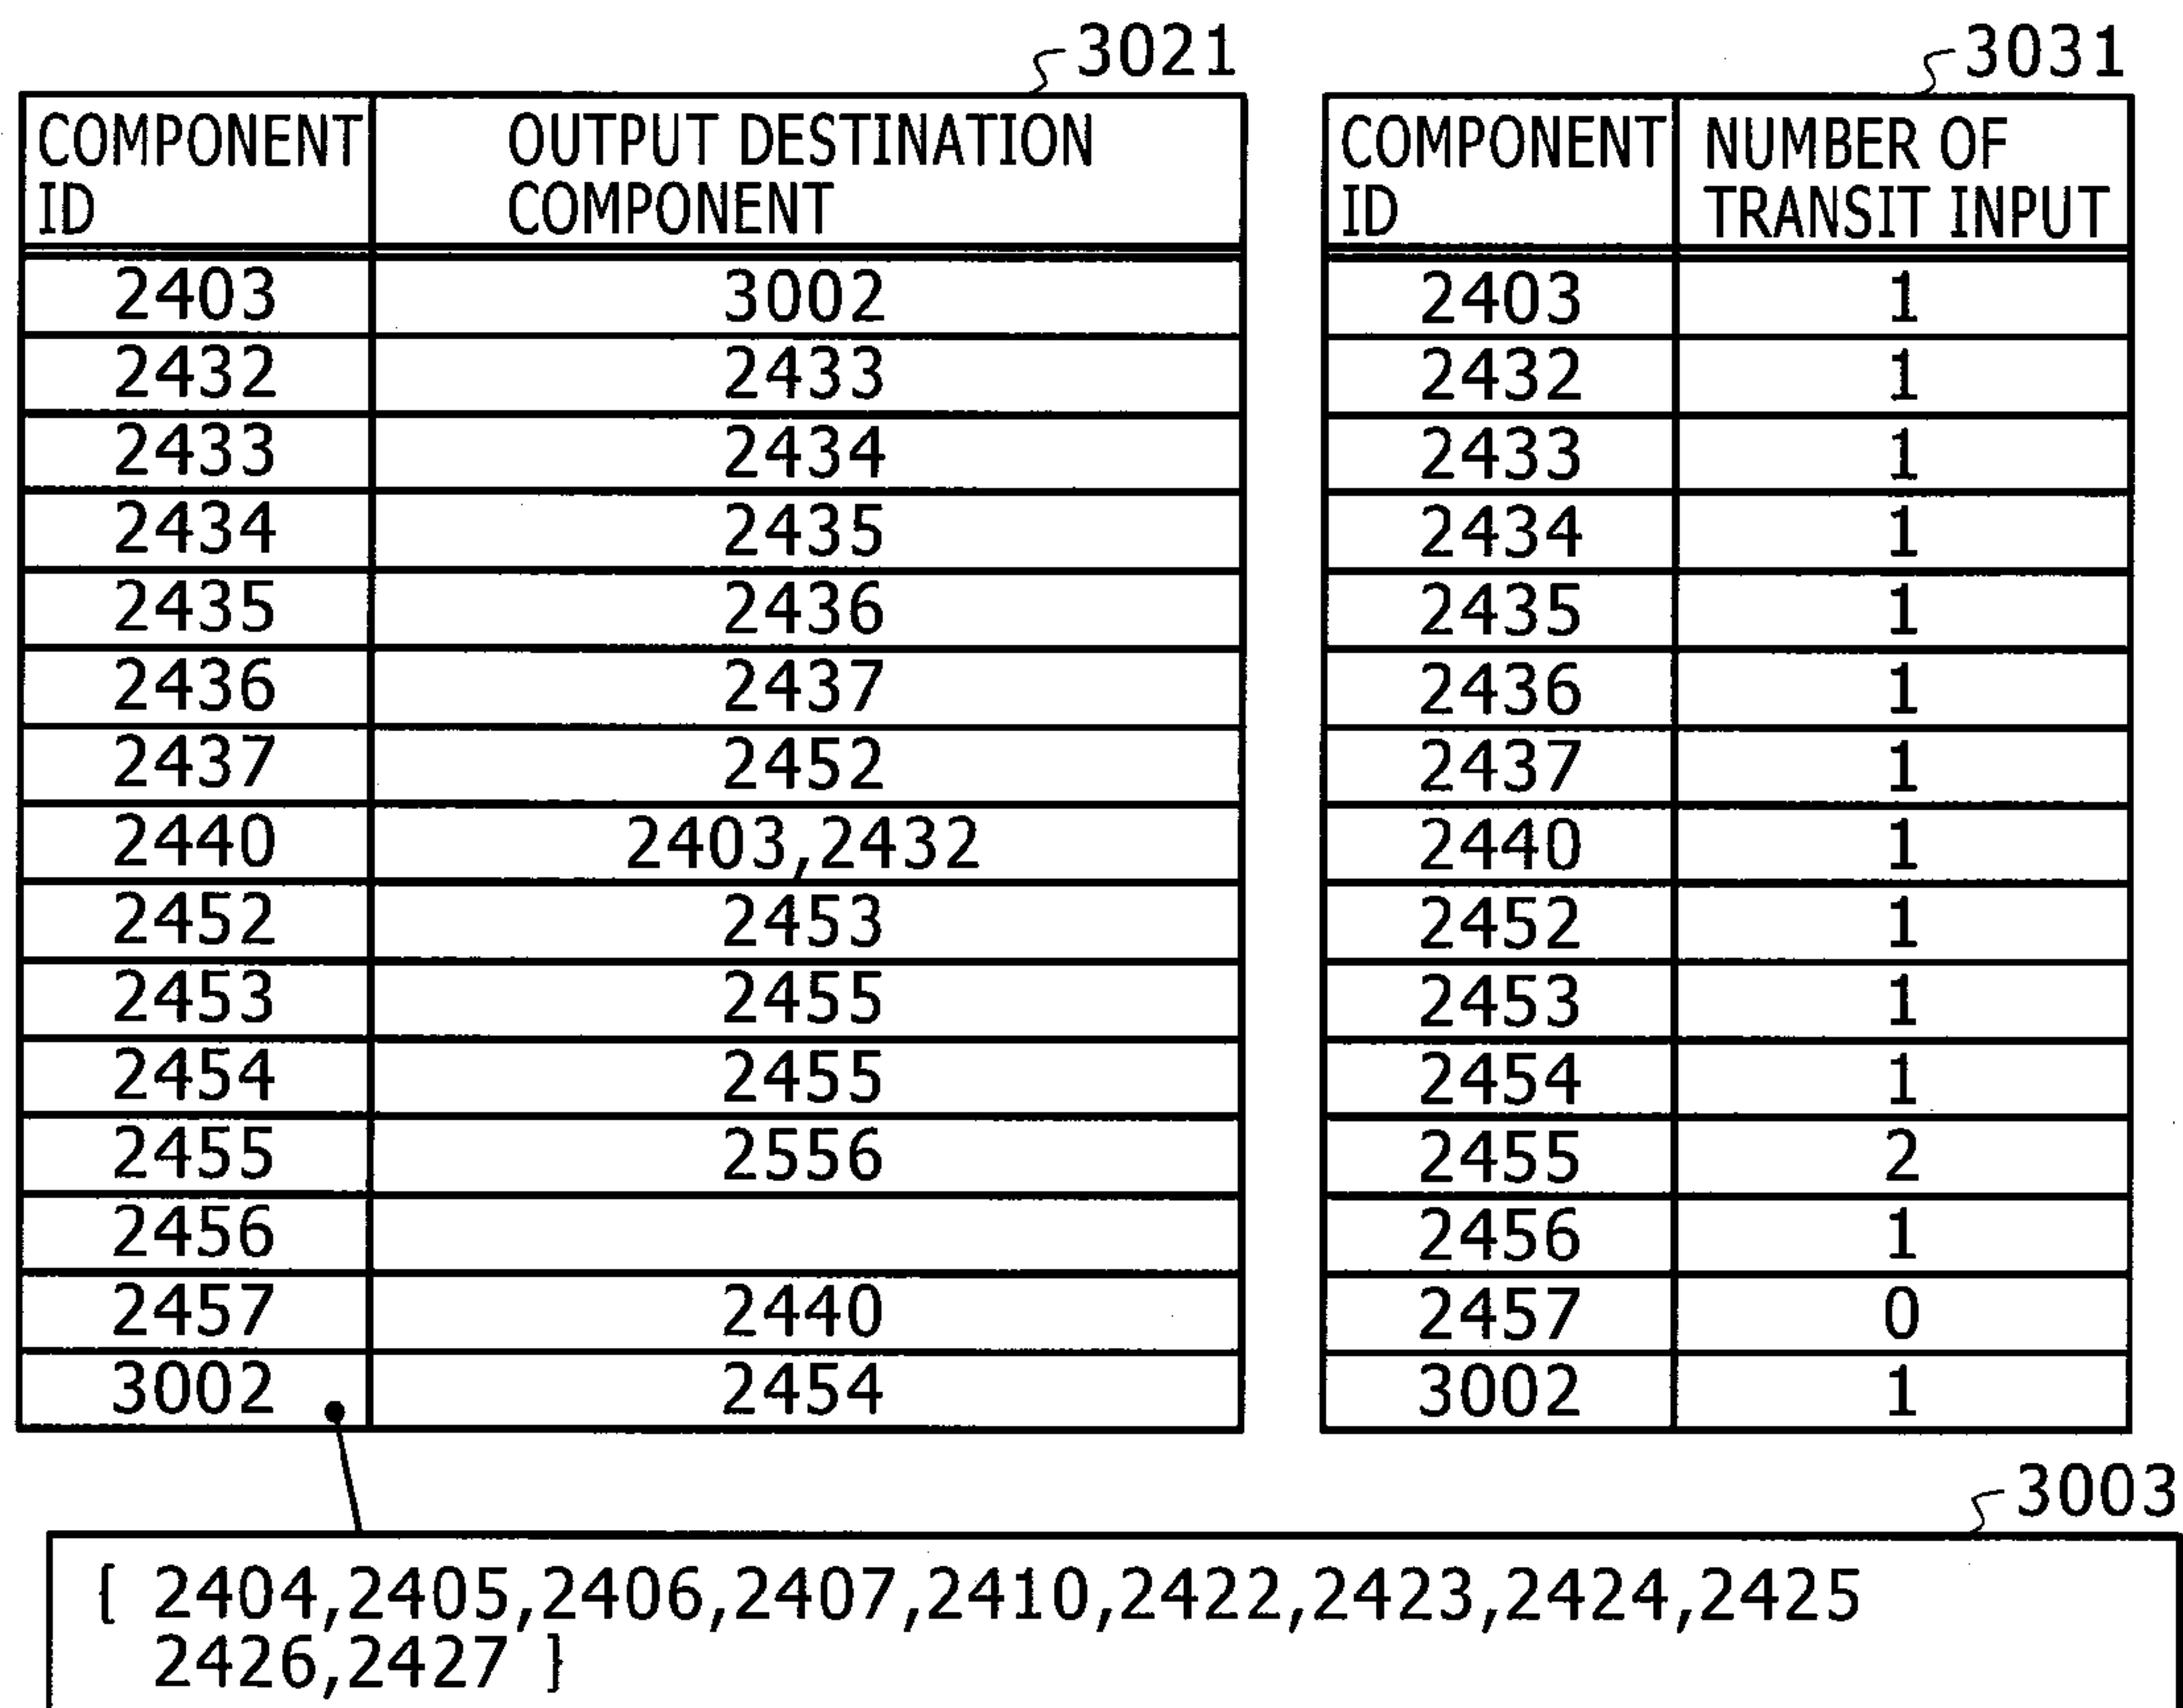 3021
COMPONENT ID | OUTPUT DESTINATION COMPONENT
2403 | 3002
2432 | 2433
2433 | 2434
2434 | 2435
2435 | 2436
2436 | 2437
2437 | 2452
2440 | 2403,2432
2452 | 2453
2453 | 2455
2454 | 2455
2455 | 2556
2456 |
2457 | 2440
3002 | 2454
3031
COMPONENT ID | NUMBER OF TRANSIT INPUT
2403 | 1
2432 | 1
2433 | 1
2434 | 1
2435 | 1
2436 | 1
2437 | 1
2440 | 1
2452 | 1
2453 | 1
2454 | 1
2455 | 2
2456 | 1
2457 | 0
3002 | 1
3003
{ 2404,2405,2406,2407,2410,2422,2423,2424,2425
2426,2427 }